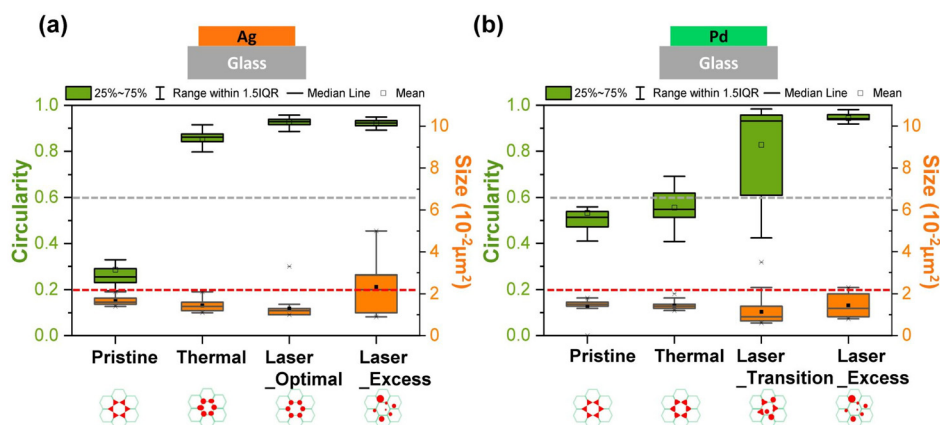 (a)
Ag
Glass
25%~75% Range within 1.5IQR Median Line Mean
1.0
0.8
0.6
0.4
0.2
0.0
Circularity
10
8
6
4
2
0
Size (10-2μm2)
Pristine Thermal Laser _Optimal Laser _Excess
(b)
Pd
Glass
25%~75% Range within 1.5IQR Median Line Mean
1.0
0.8
0.6
0.4
0.2
0.0
Circularity
10
8
6
4
2
0
Size (10-2μm2)
Pristine Thermal Laser _Transition Laser _Excess